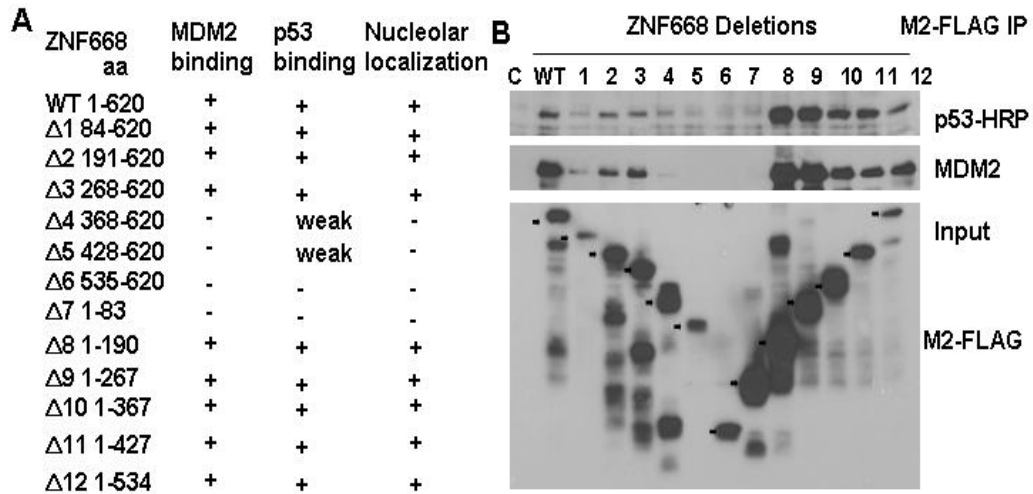 A
ZNF668 aa MDM2 binding p53 binding Nucleolar localization
WT 1-620 + + +
Δ1 84-620 + + +
Δ2 191-620 + + +
Δ3 268-620 + + +
Δ4 368-620 - weak -
Δ5 428-620 - weak -
Δ6 535-620 - - -
Δ7 1-83 - - -
Δ8 1-190 + + +
Δ9 1-267 + + +
Δ10 1-367 + + +
Δ11 1-427 + + +
Δ12 1-534 + + +
B
ZNF668 Deletions M2-FLAG IP
C WT 1 2 3 4 5 6 7 8 9 10 11 12
p53-HRP
MDM2
Input
M2-FLAG